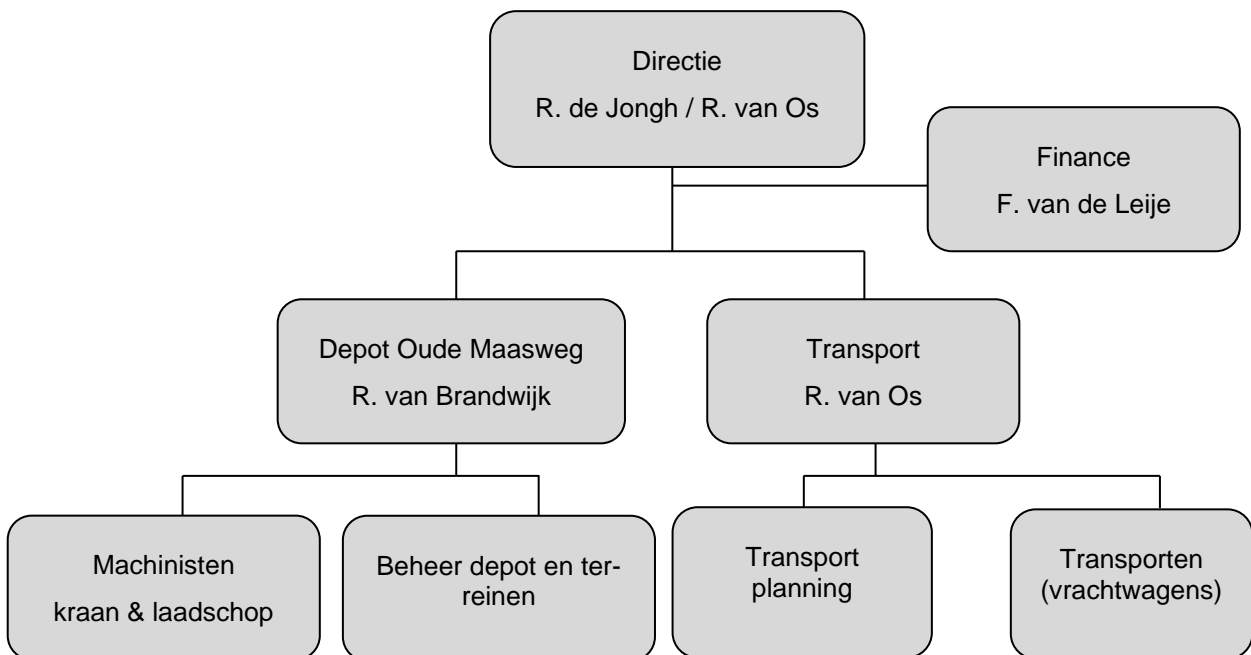 Directie
R. de Jongh / R. van Os
Finance
F. van de Leije
Depot Oude Maasweg
R. van Brandwijk
Transport
R. van Os
Machinisten
kraan & laadschop
Beheer depot en ter-
reinen
Transport
planning
Transporten
(vrachtwagens)